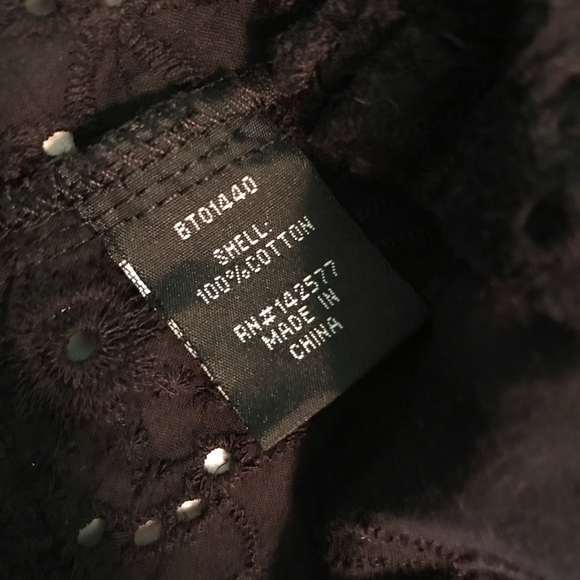 BT01440
SHELL:
100%COTTON
RN#142577
MADE IN
CHINA